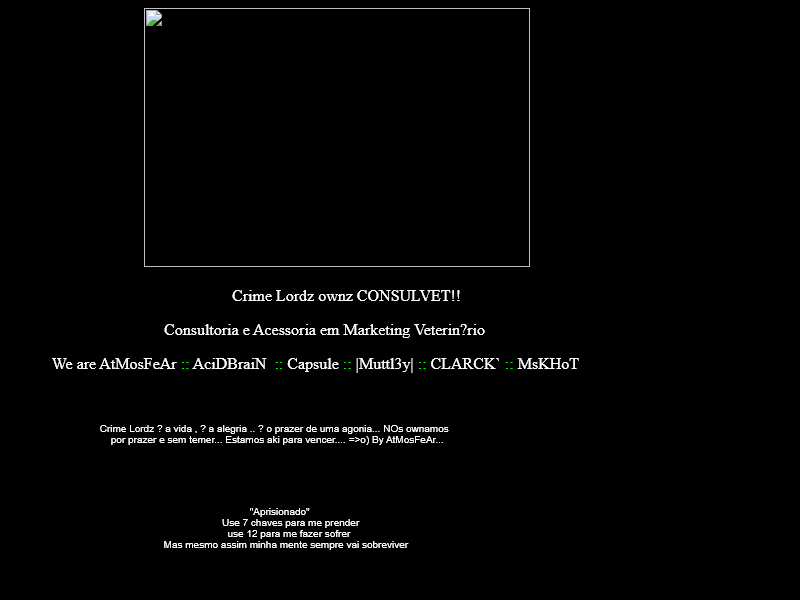 Crime Lordz ownz CONSULVET!!
Consultoria e Acessoria em Marketing Veterin?rio
We are AtMosFeAr :: AciDBraiN :: Capsule :: |Muttl3y| :: CLARCK` :: MsKHoT
Crime Lordz ? a vida , ? a alegria .. ? o prazer de uma agonia... NOs ownamos
por prazer e sem temer... Estamos aki para vencer.... =>o) By AtMosFeAr...
"Aprisionado"
Use 7 chaves para me prender
use 12 para me fazer sofrer
Mas mesmo assim minha mente sempre vai sobreviver